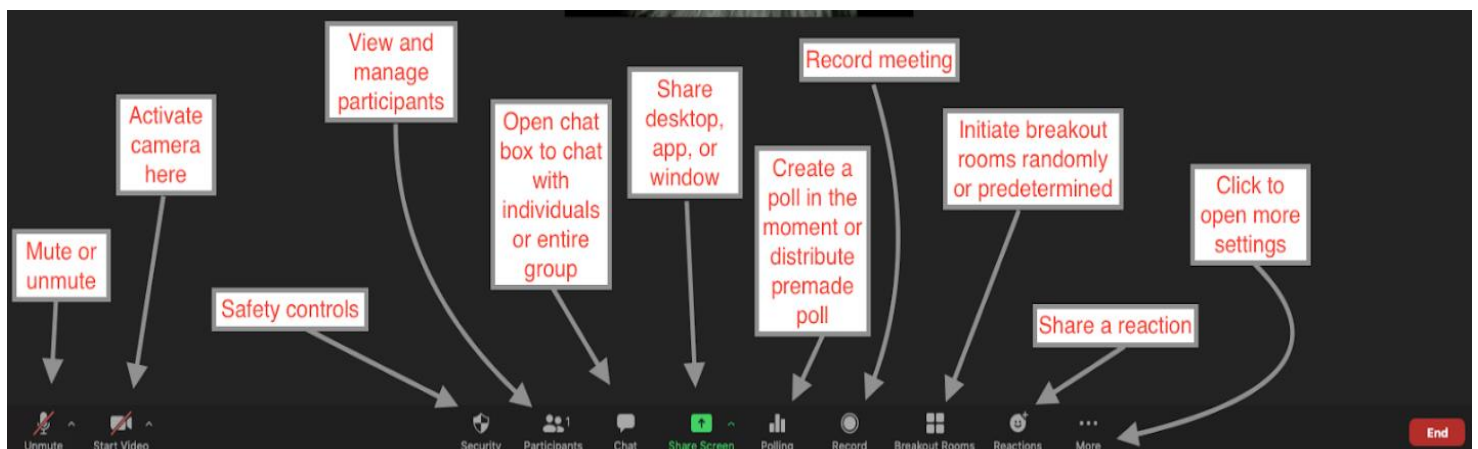 View and
manage
participants
Record meeting
Activate
camera
here
Open chat
box to chat
with
individuals
or entire
group
Share
desktop,
app, or
window
Create a
poll in the
moment or
distribute
premade
poll
Initiate breakout
rooms randomly
or predetermined
Click to
open more
settings
Mute or
unmute
Safety controls
Share a reaction
Unmute
Start Video
Security
Participants
1
Chat
Share Screen
Polling
Record
Breakout Rooms
Reactions
More
End